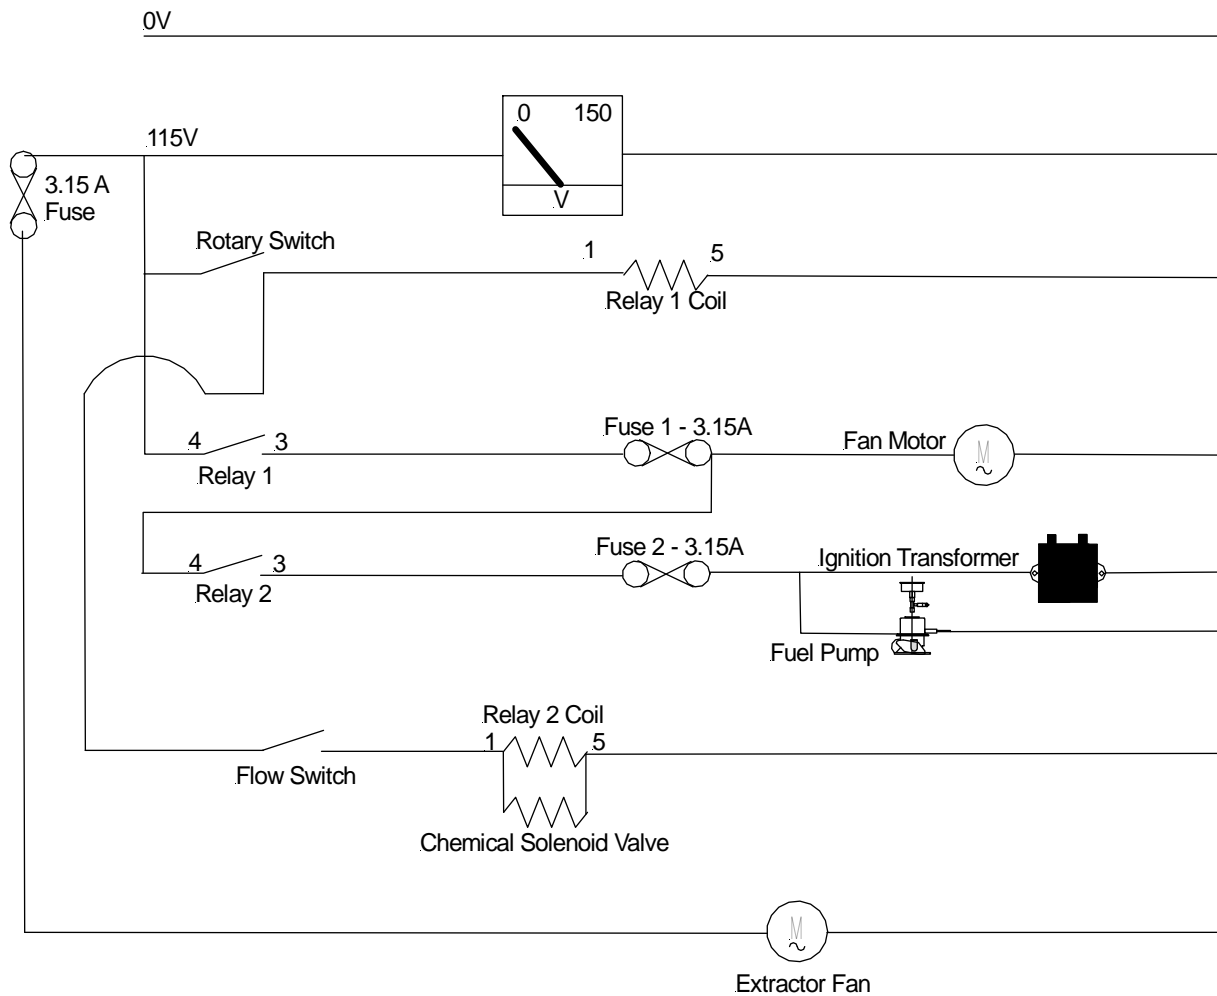 0V
0 150
115V
3.15 A
Fuse
V
Rotary Switch
1 5
Relay 1 Coil
4 3
Relay 1
Fuse 1 - 3.15A
Fan Motor
M
4 3
Relay 2
Fuse 2 - 3.15A
Ignition Transformer
Fuel Pump
Relay 2 Coil
1 5
Flow Switch
Chemical Solenoid Valve
M
Extractor Fan